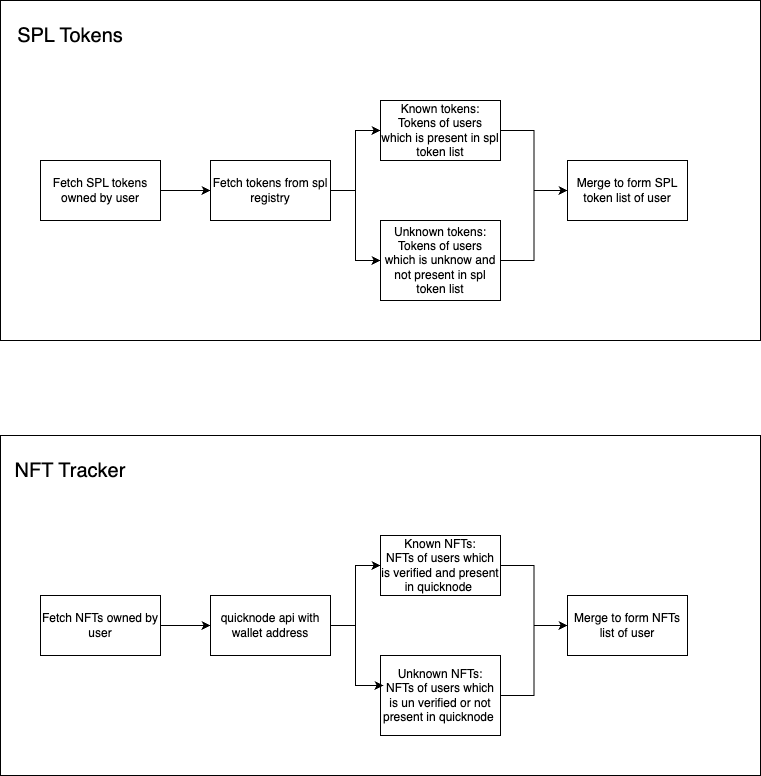 SPL Tokens
Known tokens:
Tokens of users
which is present in spl
token list
Fetch SPL tokens
owned by user
Fetch tokens from spl
registry
Merge to form SPL
token list of user
Unknown tokens:
Tokens of users
which is unknow and
not present in spl
token list
NFT Tracker
Known NFTs:
NFTs of users which
is verified and present
in quicknode
Fetch NFTs owned by
user
quicknode api with
wallet address
Merge to form NFTs
list of user
Unknown NFTs:
NFTs of users which
is un verified or not
present in quicknode